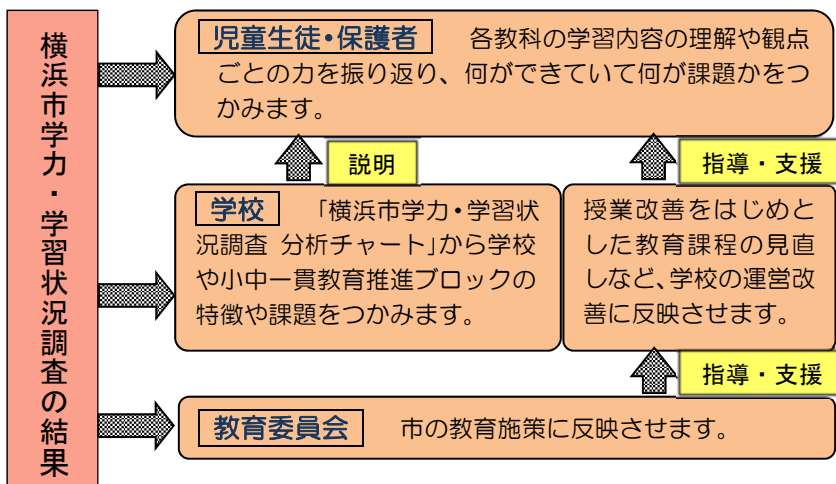 横浜市学力・学習状況調査の結果
児童生徒・保護者 各教科の学習内容の理解や観点
ごとの力を振り返り、何ができていて何が課題かをつ
かみます。
説明
指導・支援
学校 「横浜市学力・学習状
況調査 分析チャート」から学校
や小中一貫教育推進ブロックの
特徴や課題をつかみます。
授業改善をはじめと
した教育課程の見直
しなど、学校の運営改
善に反映させます。
指導・支援
教育委員会 市の教育施策に反映させます。